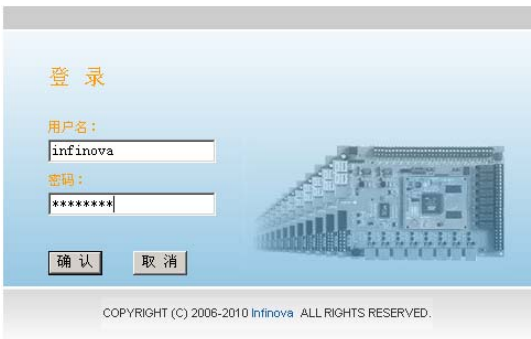 登 录
用户名：
infinova
密码：
********
确 认
取 消
COPYRIGHT (C) 2006-2010 Infinova ALL RIGHTS RESERVED.